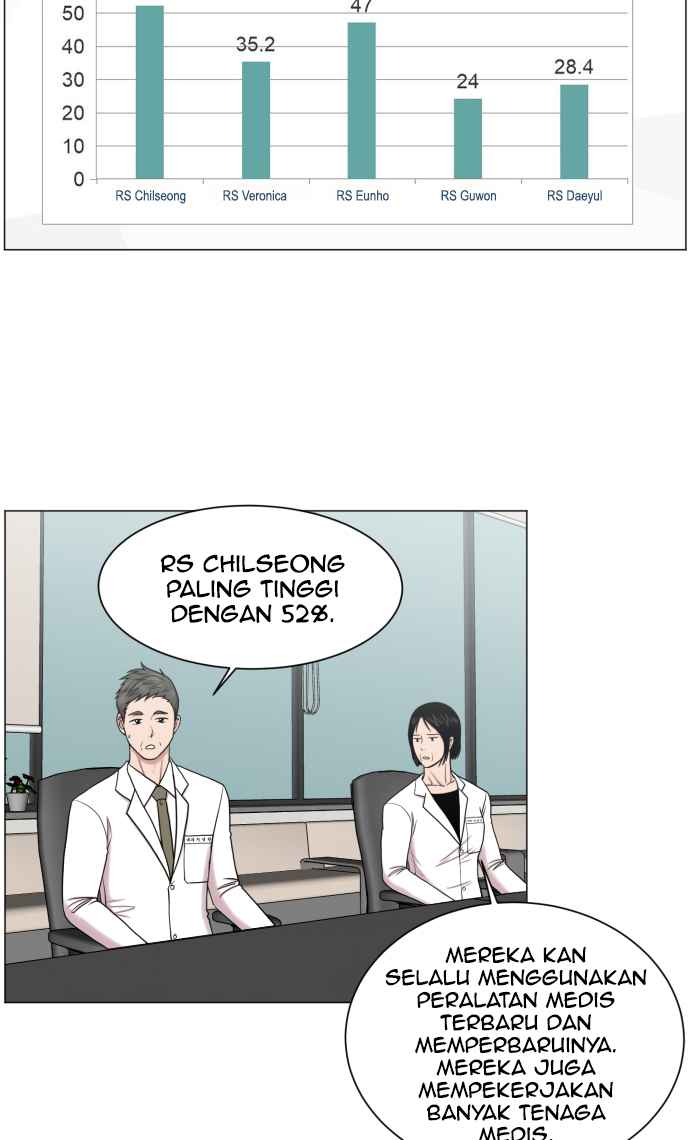 50
47
40
35.2
30
28.4
24
20
10
0
RS Chilseong RS Veronica RS Eunho RS Guwon RS Daeyul
RS CHILSEONG
PALING TINGGI
DENGAN 52%.
MEREKA KAN
SELALU MENGGUNAKAN
PERALATAN MEDIS
TERBARU DAN
MEMPERBARUINYA.
MEREKA JUGA
MEMPEKERJAKAN
BANYAK TENAGA
MEDIS.